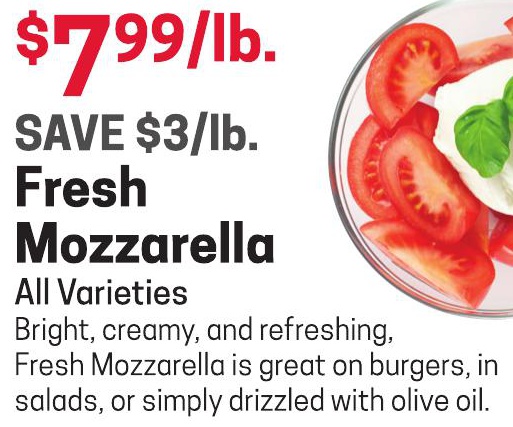 $7.99/lb.
SAVE $3/lb.
Fresh
Mozzarella
All Varieties
Bright, creamy, and refreshing,
Fresh Mozzarella is great on burgers, in
salads, or simply drizzled with olive oil.